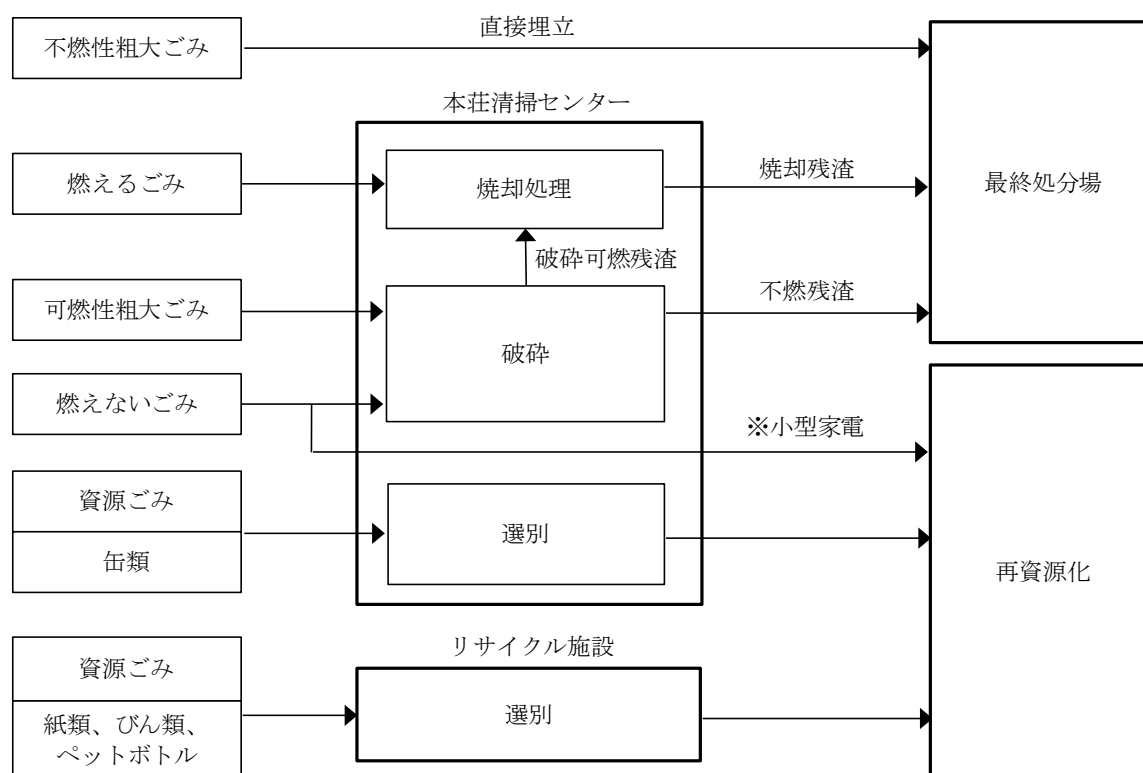 不燃性粗大ごみ
直接埋立
本荘清掃センター
燃えるごみ
焼却処理
焼却残渣
最終処分場
破砕可燃残渣
可燃性粗大ごみ
不燃残渣
破砕
燃えないごみ
※小型家電
資源ごみ
缶類
選別
再資源化
リサイクル施設
資源ごみ
紙類、びん類、
ペットボトル
選別